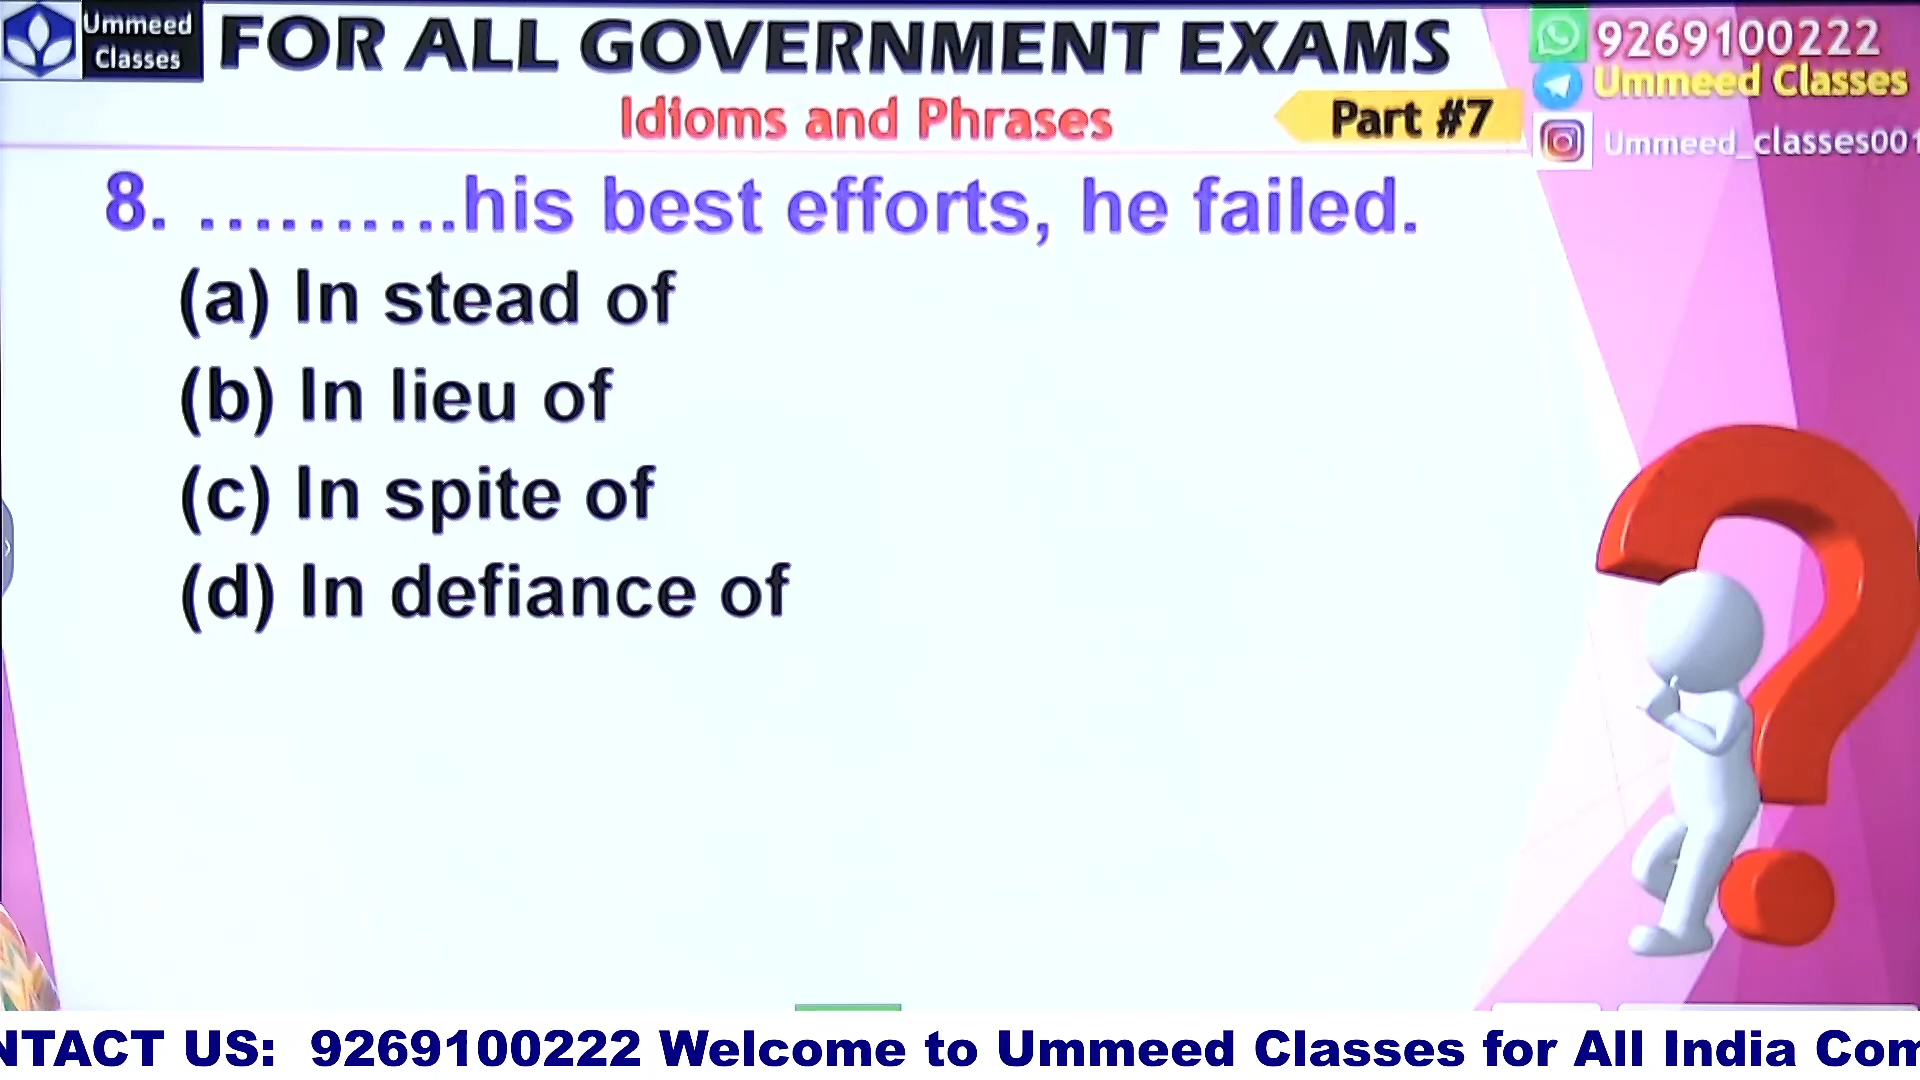 Ummeed
Classes
FOR ALL GOVERNMENT EXAMS
9269100222
Ummeed Classes
Idioms and Phrases
Part #7
Ummeed_classes001
8. ..........his best efforts, he failed.
(a) In stead of
(b) In lieu of
(c) In spite of
(d) In defiance of
NTACT US: 9269100222 Welcome to Ummeed Classes for All India Com